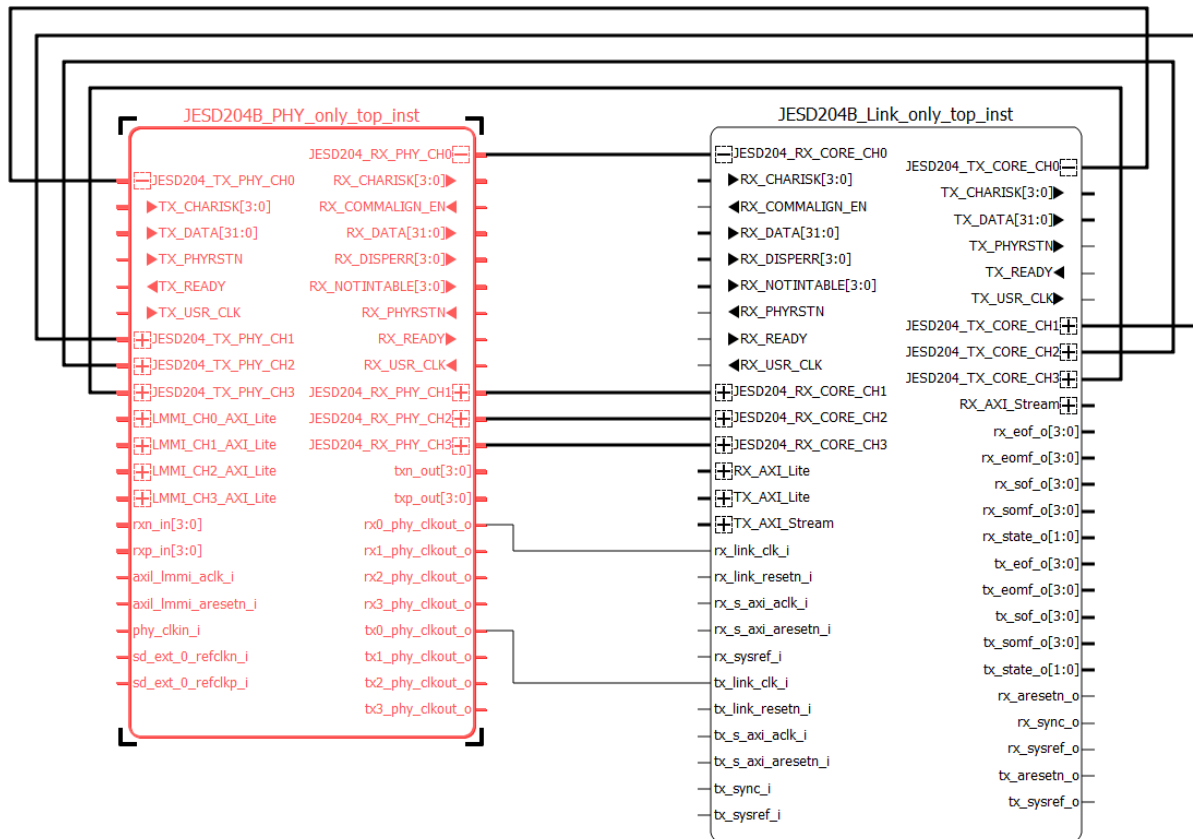 JESD204B_PHY_only_top_inst
JESD204_RX_PHY_CH0
JESD204_TX_PHY_CH0
RX_CHARISK[3:0]
TX_CHARISK[3:0]
RX_COMMALIGN_EN
TX_DATA[31:0]
RX_DATA[31:0]
TX_PHYRSTN
RX_DISPERR[3:0]
TX_READY
RX_NOTINTABLE[3:0]
TX_USR_CLK
RX_PHYRSTN
JESD204_TX_PHY_CH1
RX_READY
JESD204_TX_PHY_CH2
RX_USR_CLK
JESD204_TX_PHY_CH3
JESD204_RX_PHY_CH1
LMMI_CH0_AXI_Lite
JESD204_RX_PHY_CH2
LMMI_CH1_AXI_Lite
JESD204_RX_PHY_CH3
LMMI_CH2_AXI_Lite
txn_out[3:0]
LMMI_CH3_AXI_Lite
txp_out[3:0]
rxn_in[3:0]
rx0_phy_clkout_o
rxp_in[3:0]
rx1_phy_clkout_o
axil_lmmi_aclk_i
rx2_phy_clkout_o
axil_lmmi_aresetn_i
rx3_phy_clkout_o
phy_clkin_i
tx0_phy_clkout_o
sd_ext_0_refclkn_i
tx1_phy_clkout_o
sd_ext_0_refclkp_i
tx2_phy_clkout_o
tx3_phy_clkout_o
JESD204B_Link_only_top_inst
JESD204_RX_CORE_CH0
JESD204_TX_CORE_CH0
RX_CHARISK[3:0]
TX_CHARISK[3:0]
RX_COMMALIGN_EN
TX_DATA[31:0]
RX_DATA[31:0]
TX_PHYRSTN
RX_DISPERR[3:0]
TX_READY
RX_NOTINTABLE[3:0]
TX_USR_CLK
RX_PHYRSTN
JESD204_TX_CORE_CH1
RX_READY
JESD204_TX_CORE_CH2
RX_USR_CLK
JESD204_TX_CORE_CH3
JESD204_RX_CORE_CH1
RX_AXI_Stream
JESD204_RX_CORE_CH2
rx_eof_o[3:0]
JESD204_RX_CORE_CH3
rx_eomf_o[3:0]
RX_AXI_Lite
rx_sof_o[3:0]
TX_AXI_Lite
rx_somf_o[3:0]
TX_AXI_Stream
rx_state_o[1:0]
rx_link_clk_i
tx_eof_o[3:0]
rx_link_resetn_i
tx_eomf_o[3:0]
rx_s_axi_aclk_i
tx_sof_o[3:0]
rx_s_axi_aresetn_i
tx_somf_o[3:0]
rx_sysref_i
tx_state_o[1:0]
tx_link_clk_i
rx_aresetn_o
tx_link_resetn_i
rx_sync_o
tx_s_axi_aclk_i
rx_sysref_o
tx_s_axi_aresetn_i
tx_aresetn_o
tx_sync_i
tx_sysref_o
tx_sysref_i